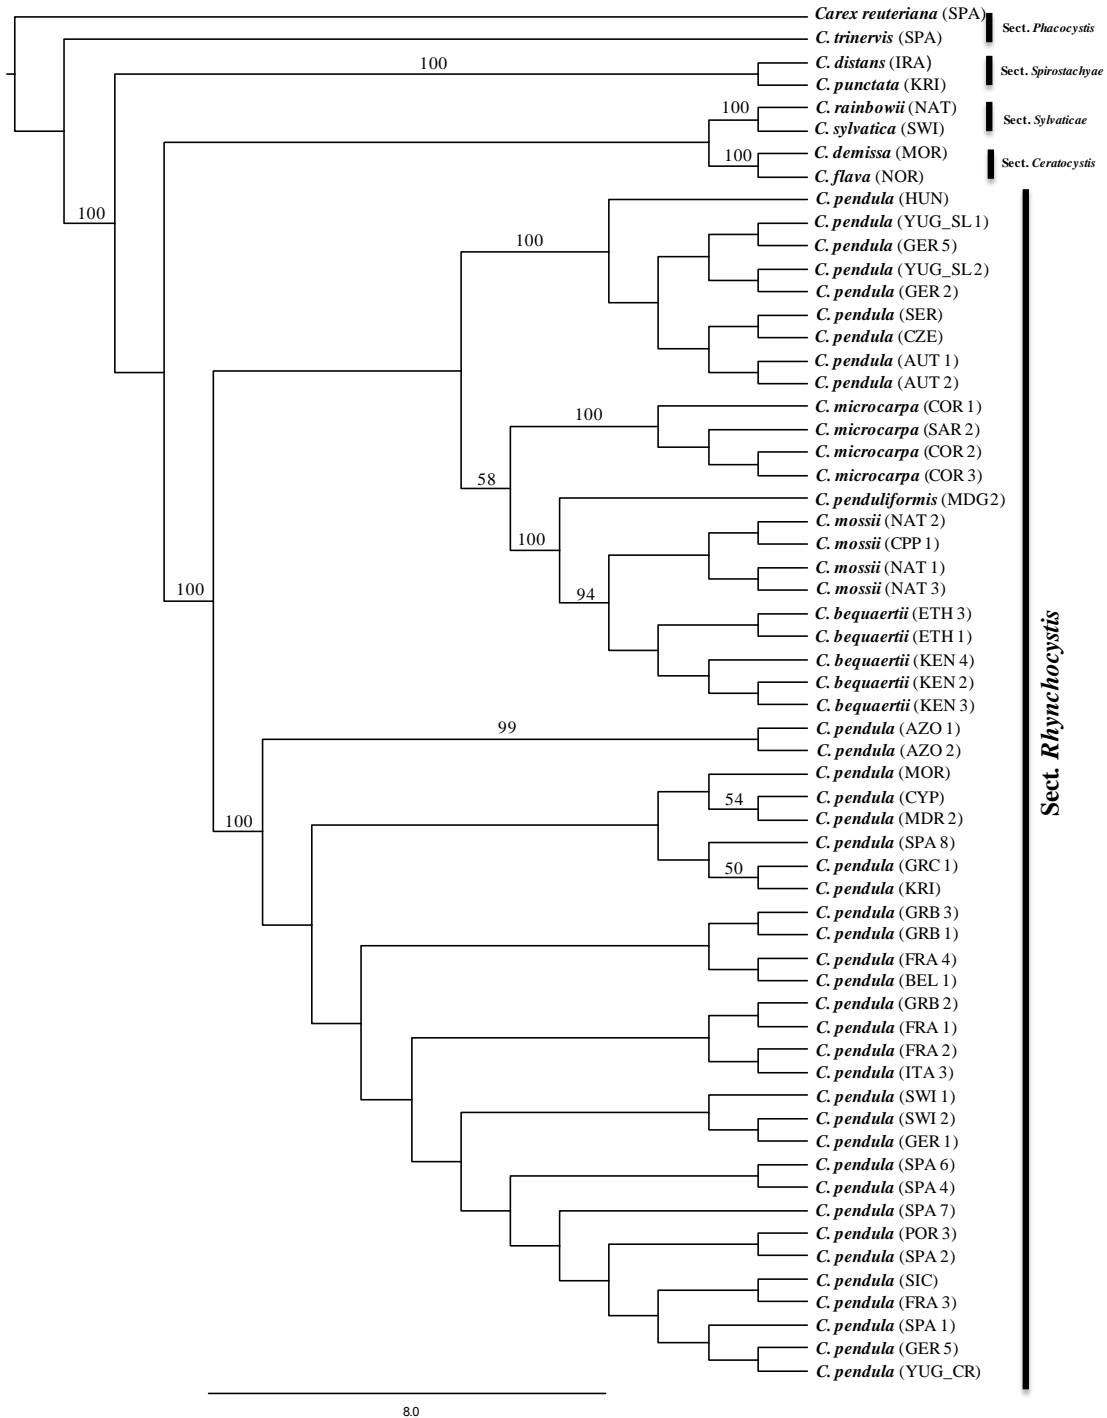 Carex reuteriana (SPA)
Sect. Phacocystis
C. trinervis (SPA)
100
C. distans (IRA)
Sect. Spirostachyae
C. punctata (KRI)
100
C. rainbowii (NAT)
Sect. Sylvaticae
C. sylvatica (SWI)
100
C. demissa (MOR)
Sect. Ceratocystis
C. flava (NOR)
C. pendula (HUN)
100
C. pendula (YUG_SL 1)
100
C. pendula (GER 5)
C. pendula (YUG_SL 2)
C. pendula (GER 2)
C. pendula (SER)
C. pendula (CZE)
C. pendula (AUT 1)
C. pendula (AUT 2)
C. microcarpa (COR 1)
100
C. microcarpa (SAR 2)
C. microcarpa (COR 2)
C. microcarpa (COR 3)
58
C. penduliformis (MDG2)
C. mossii (NAT 2)
100
C. mossii (CPP 1)
C. mossii (NAT 1)
100
C. mossii (NAT 3)
94
C. bequaertii (ETH 3)
C. bequaertii (ETH 1)
C. bequaertii (KEN 4)
C. bequaertii (KEN 2)
C. bequaertii (KEN 3)
Sect. Rhynchocystis
99
C. pendula (AZO 1)
C. pendula (AZO 2)
C. pendula (MOR)
54
C. pendula (CYP)
100
C. pendula (MDR 2)
C. pendula (SPA 8)
50
C. pendula (GRC 1)
C. pendula (KRI)
C. pendula (GRB 3)
C. pendula (GRB 1)
C. pendula (FRA 4)
C. pendula (BEL 1)
C. pendula (GRB 2)
C. pendula (FRA 1)
C. pendula (FRA 2)
C. pendula (ITA 3)
C. pendula (SWI 1)
C. pendula (SWI 2)
C. pendula (GER 1)
C. pendula (SPA 6)
C. pendula (SPA 4)
C. pendula (SPA 7)
C. pendula (POR 3)
C. pendula (SPA 2)
C. pendula (SIC)
C. pendula (FRA 3)
C. pendula (SPA 1)
C. pendula (GER 5)
C. pendula (YUG_CR)
8.0